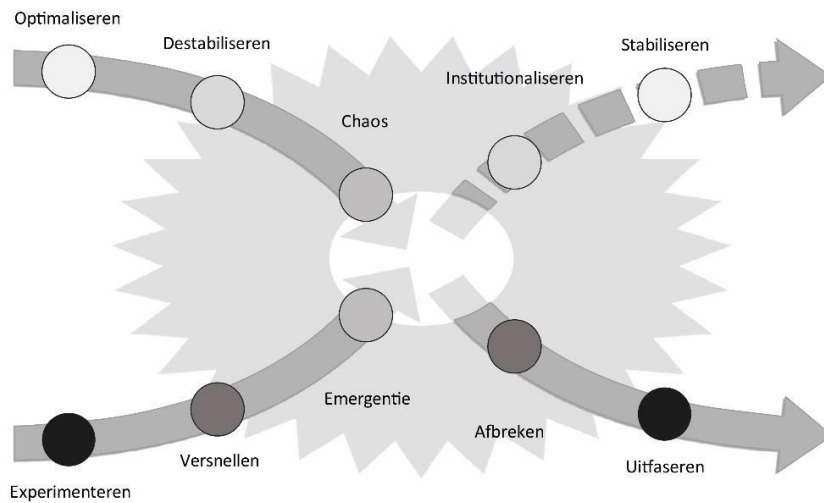 Optimaliseren
Destabiliseren
Chaos
Institutionaliseren
Stabiliseren
Experimenteren
Versnellen
Emergentie
Afbreken
Uitfaseren